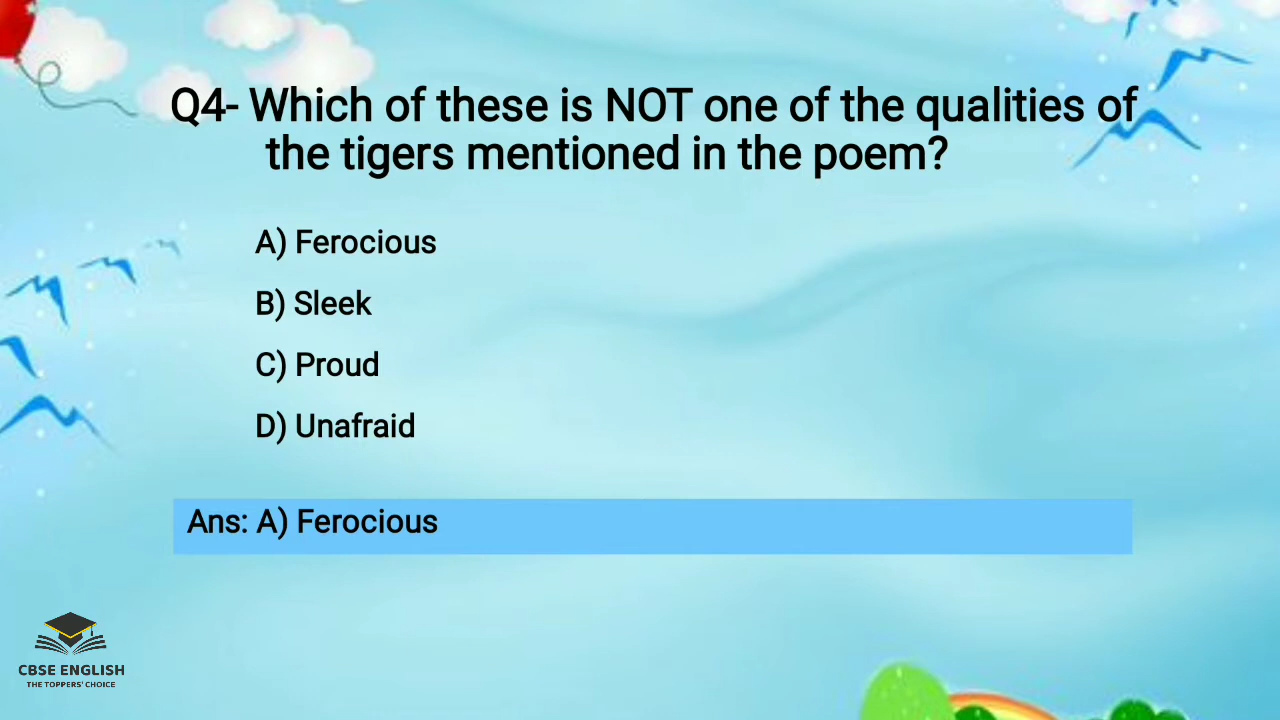 Q4- Which of these is NOT one of the qualities of
the tigers mentioned in the poem?
A) Ferocious
B) Sleek
C) Proud
D) Unafraid
Ans: A) Ferocious
CBSE ENGLISH
THE TOPPERS' CHOICE